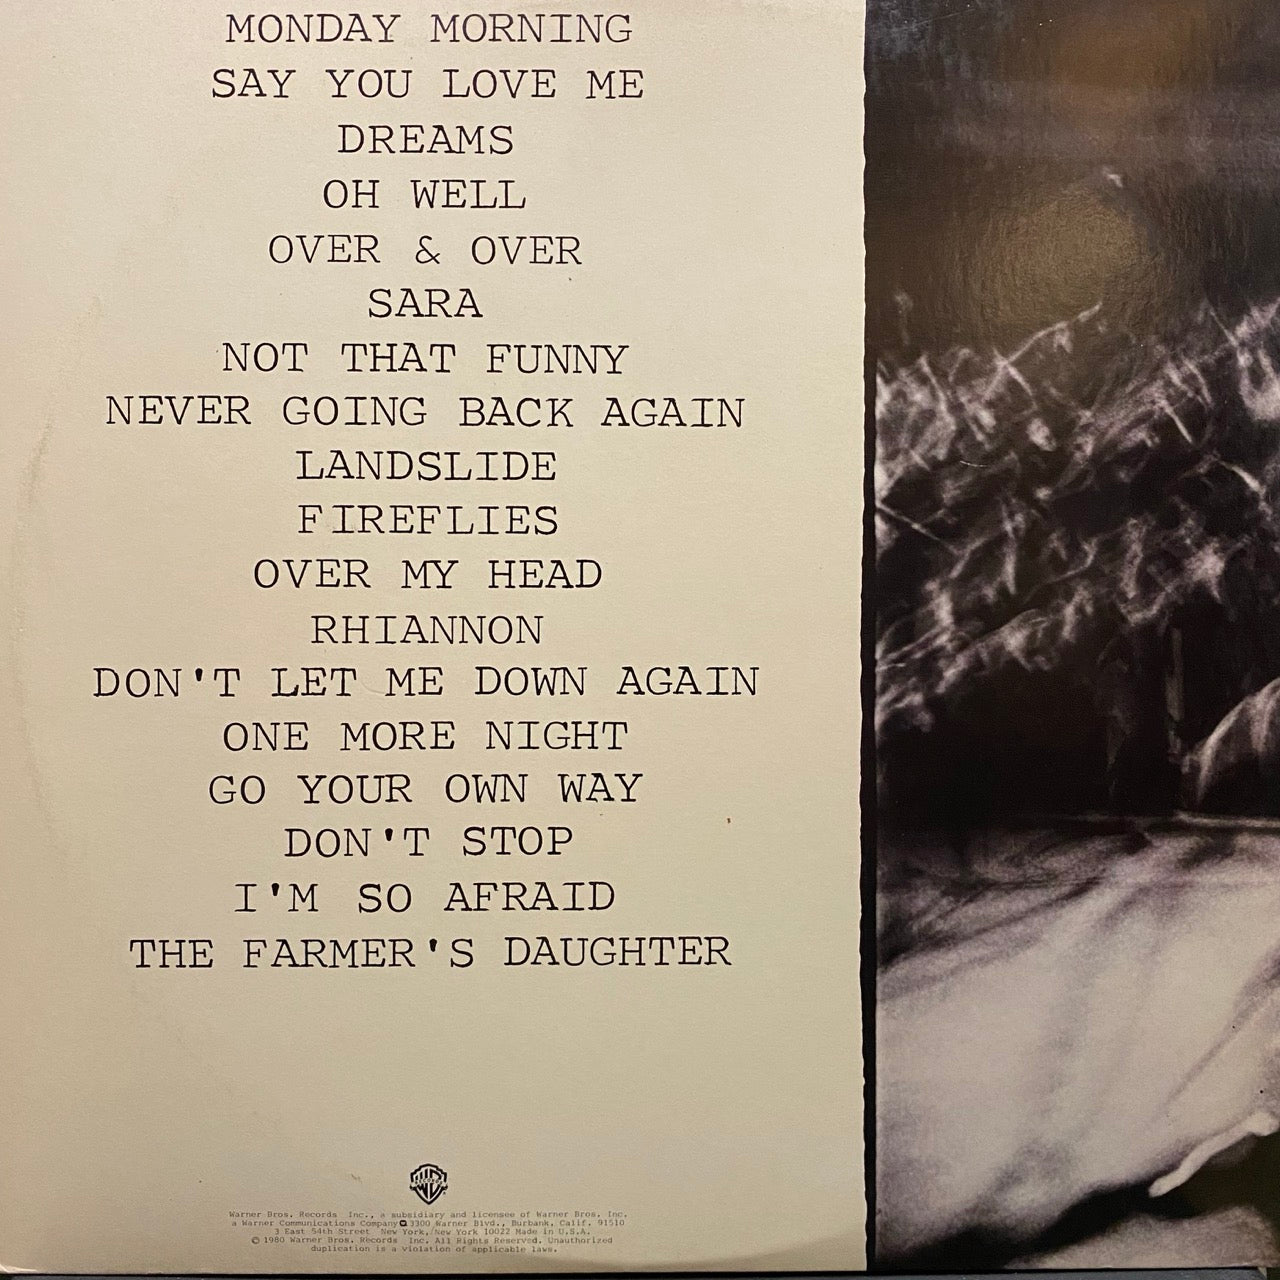 MONDAY MORNING
SAY YOU LOVE ME
DREAMS
OH WELL
OVER & OVER
SARA
NOT THAT FUNNY
NEVER GOING BACK AGAIN
LANDSLIDE
FIREFLIES
OVER MY HEAD
RHIANNON
DON'T LET ME DOWN AGAIN
ONE MORE NIGHT
GO YOUR OWN WAY
DON'T STOP
I'M SO AFRAID
THE FARMER'S DAUGHTER
Warner Bros. Records Inc., a subsidiary and licensee of Warner Bros. Inc.
a Warner Communications Company 3300 Warner Blvd., Burbank, Calif. 91510
3 East 54th Street New York, New York 10022 Made in U.S.A.
© 1980 Warner Bros. Records Inc. All Rights Reserved. Unauthorized
duplication is a violation of applicable laws.